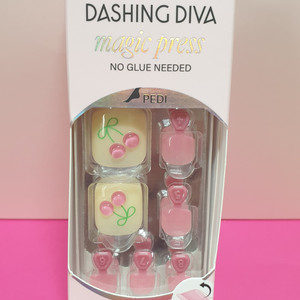 DASHING DIVA
magic press
NO GLUE NEEDED
PEDI